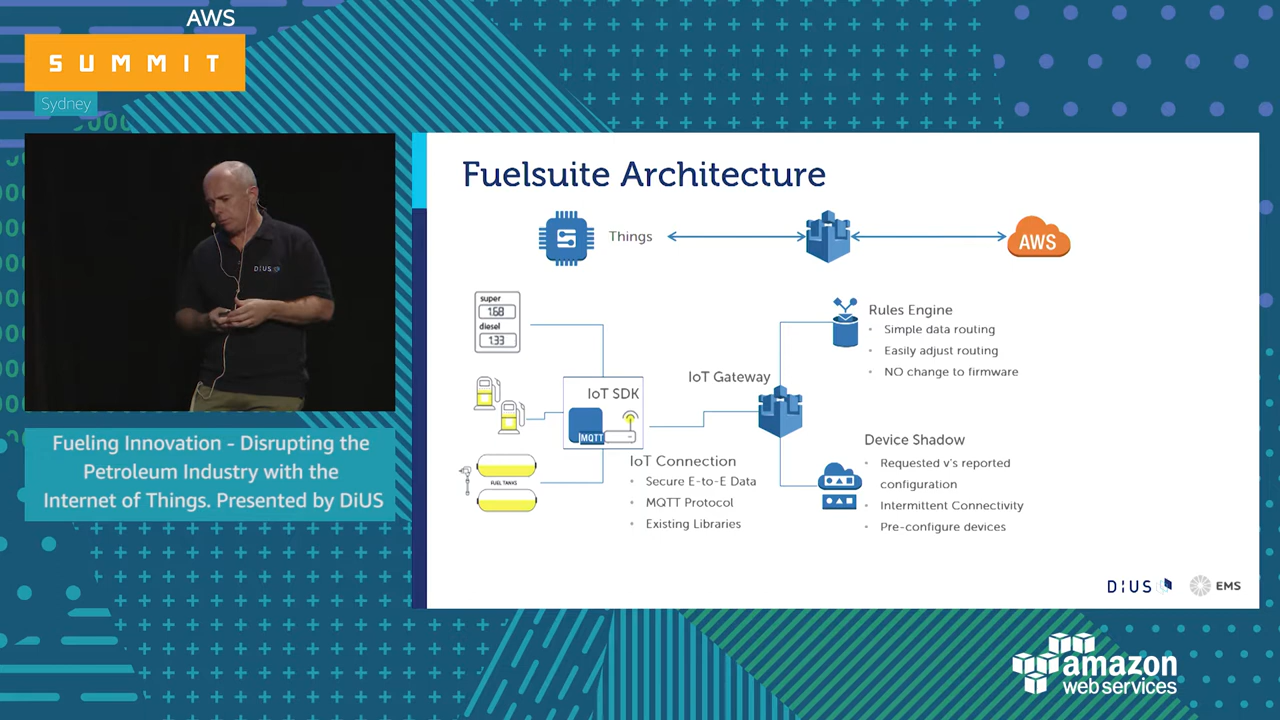 AWS
SUMMIT
Sydney
DiUS
Fueling Innovation - Disrupting the
Petroleum Industry with the
Internet of Things. Presented by DiUS
Fuelsuite Architecture
Things
AWS
super
1.68
diesel
1.33
IoT SDK
MQTT
FUEL TANKS
IoT Connection
• Secure E-to-E Data
• MQTT Protocol
• Existing Libraries
IoT Gateway
Rules Engine
• Simple data routing
• Easily adjust routing
• NO change to firmware
Device Shadow
• Requested v's reported
configuration
• Intermittent Connectivity
• Pre-configure devices
DiUS
EMS
amazon
web services